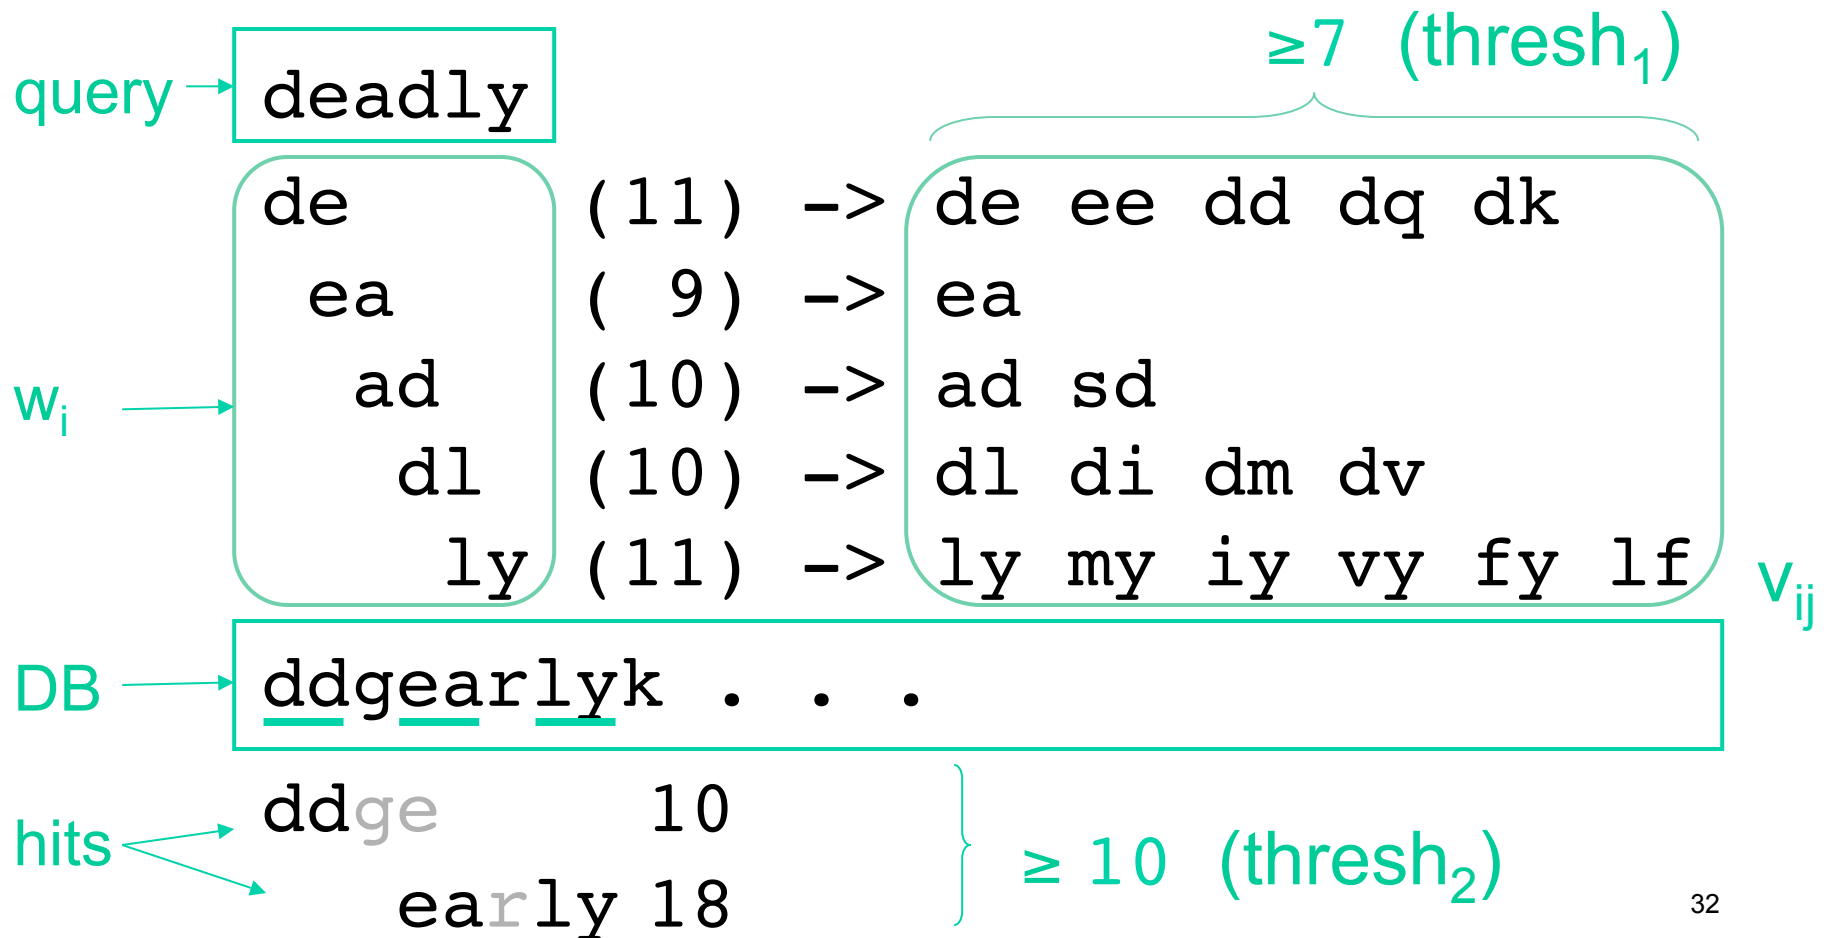 ≥7 (thresh₁)
query deadly
de (11) -> de ee dd dq dk
ea ( 9) -> ea
wᵢ ad (10) -> ad sd
dl (10) -> dl di dm dv
ly (11) -> ly my iy vy fy lf vᵢⱼ
DB ddgearlyk . . .
ddge 10
hits ≥ 10 (thresh₂)
early 18
32